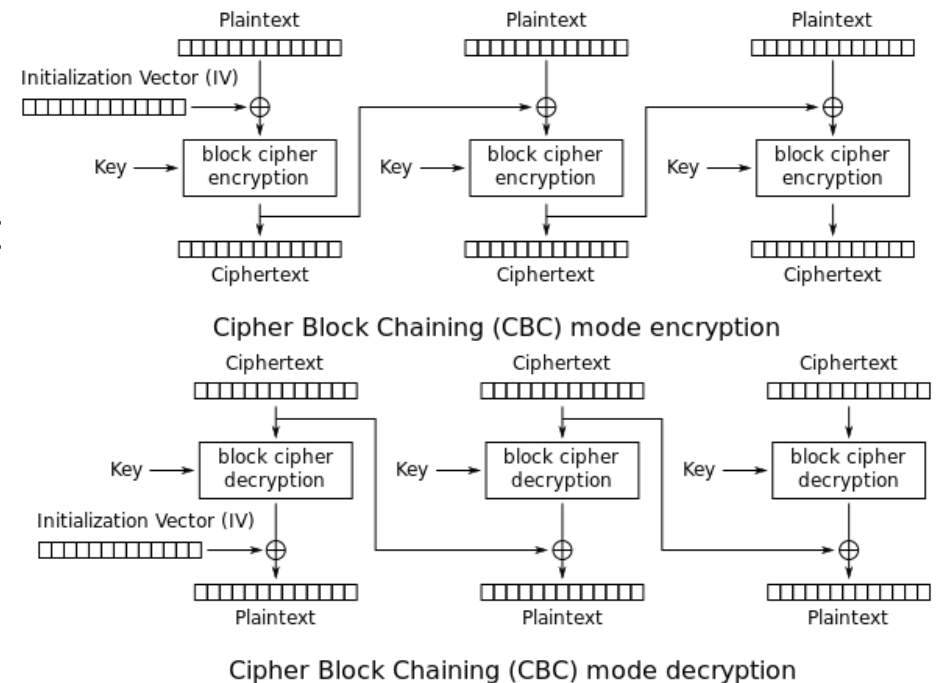 Plaintext Plaintext Plaintext
Initialization Vector (IV)
Key block cipher encryption Key block cipher encryption Key block cipher encryption
Ciphertext Ciphertext Ciphertext
Cipher Block Chaining (CBC) mode encryption
Ciphertext Ciphertext Ciphertext
Key block cipher decryption Key block cipher decryption Key block cipher decryption
Initialization Vector (IV)
Plaintext Plaintext Plaintext
Cipher Block Chaining (CBC) mode decryption